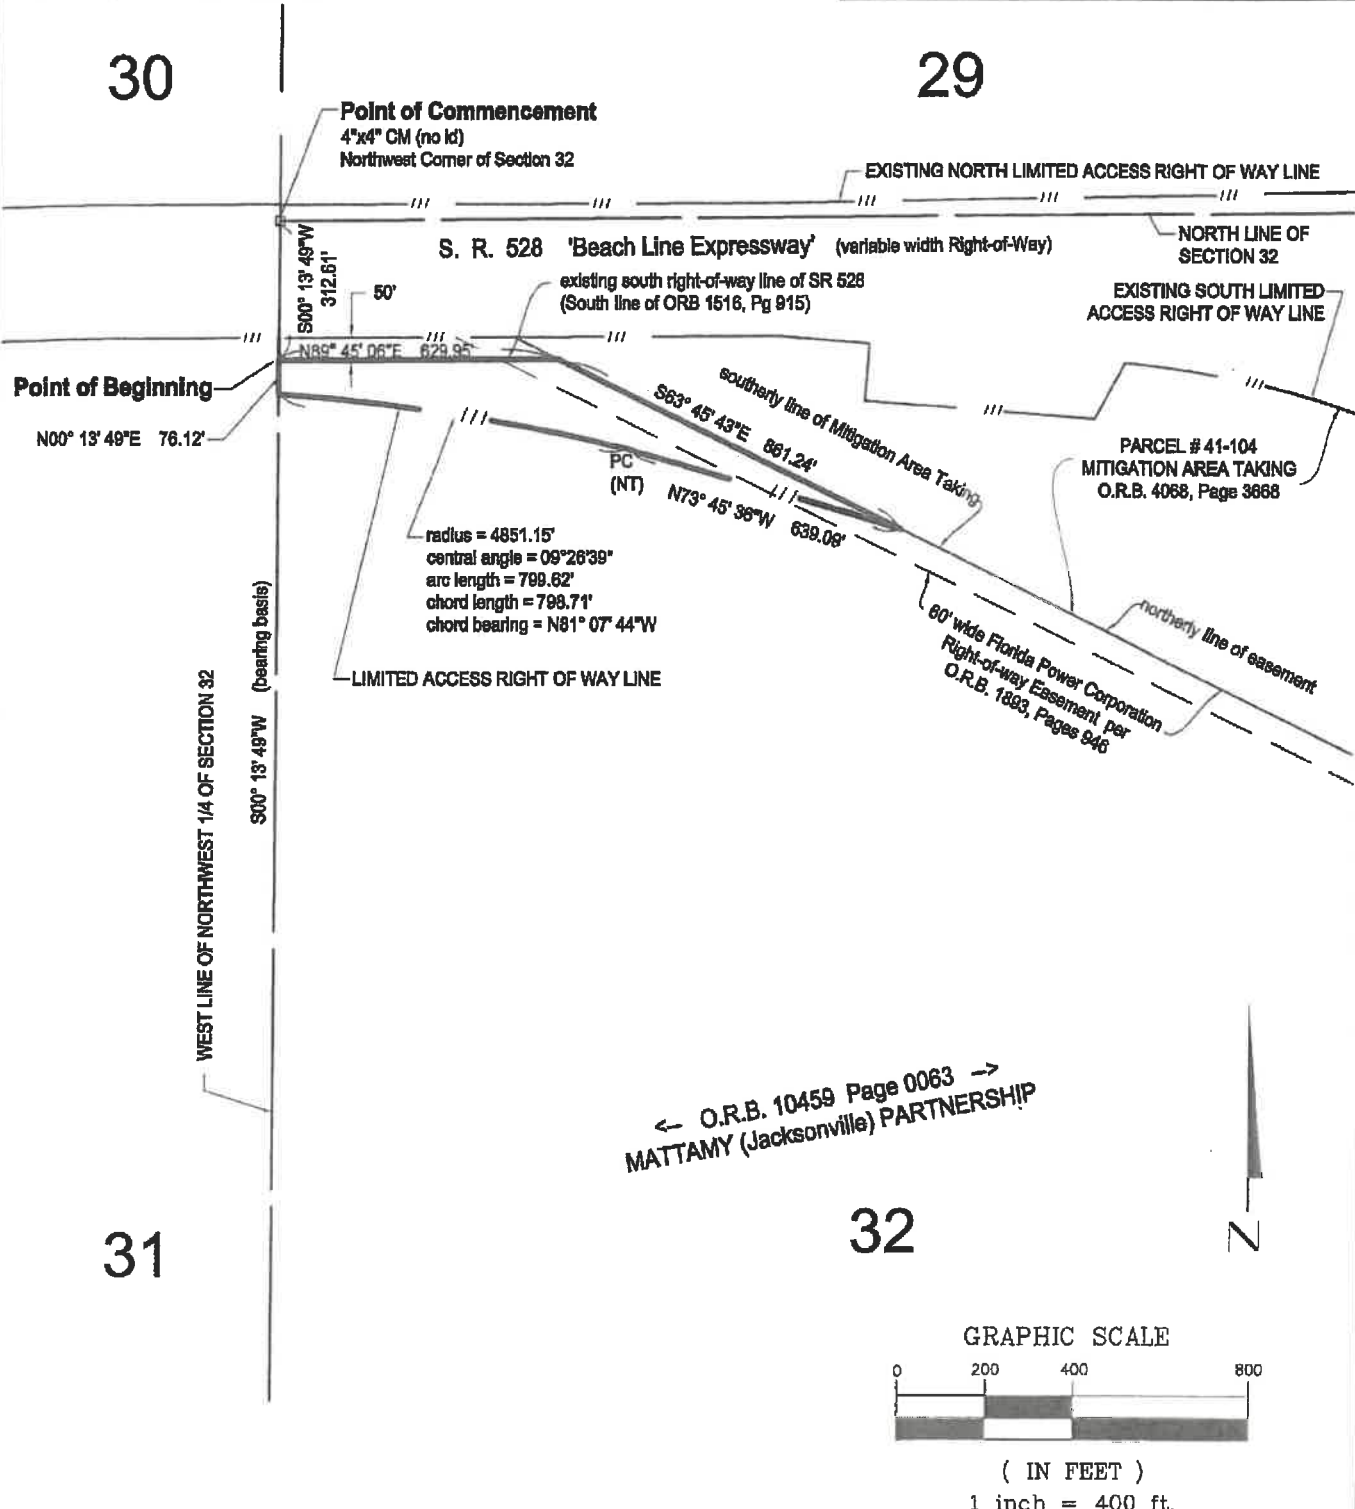 30
29
Point of Commencement
4"x4" CM (no id)
Northwest Corner of Section 32
EXISTING NORTH LIMITED ACCESS RIGHT OF WAY LINE
S. R. 528 'Beach Line Expressway' (variable width Right-of-Way)
NORTH LINE OF
SECTION 32
S00° 13' 49"W
312.61'
50'
existing south right-of-way line of SR 528
(South line of ORB 1516, Pg 915)
EXISTING SOUTH LIMITED
ACCESS RIGHT OF WAY LINE
N89° 45' 06"E 629.95'
Point of Beginning
N00° 13' 49"E 76.12'
S63° 45' 43"E 861.24'
southerly line of Mitigation Area Taking
PARCEL # 41-104
MITIGATION AREA TAKING
O.R.B. 4068, Page 3668
PC
(NT)
N73° 45' 36"W 639.09'
radius = 4851.15'
central angle = 09°26'39"
arc length = 799.62'
chord length = 798.71'
chord bearing = N81° 07' 44"W
LIMITED ACCESS RIGHT OF WAY LINE
60' wide Florida Power Corporation
Right-of-way Easement per
O.R.B. 1893, Pages 946
northerly line of easement
S00° 13' 49"W (bearing basis)
WEST LINE OF NORTHWEST 1/4 OF SECTION 32
<-- O.R.B. 10459 Page 0063 -->
MATTAMY (Jacksonville) PARTNERSHIP
31
32
N
GRAPHIC SCALE
0 200 400 800
( IN FEET )
1 inch = 400 ft.